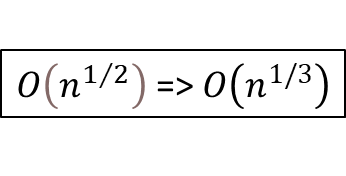 O(n^{1/2}) => O(n^{1/3})